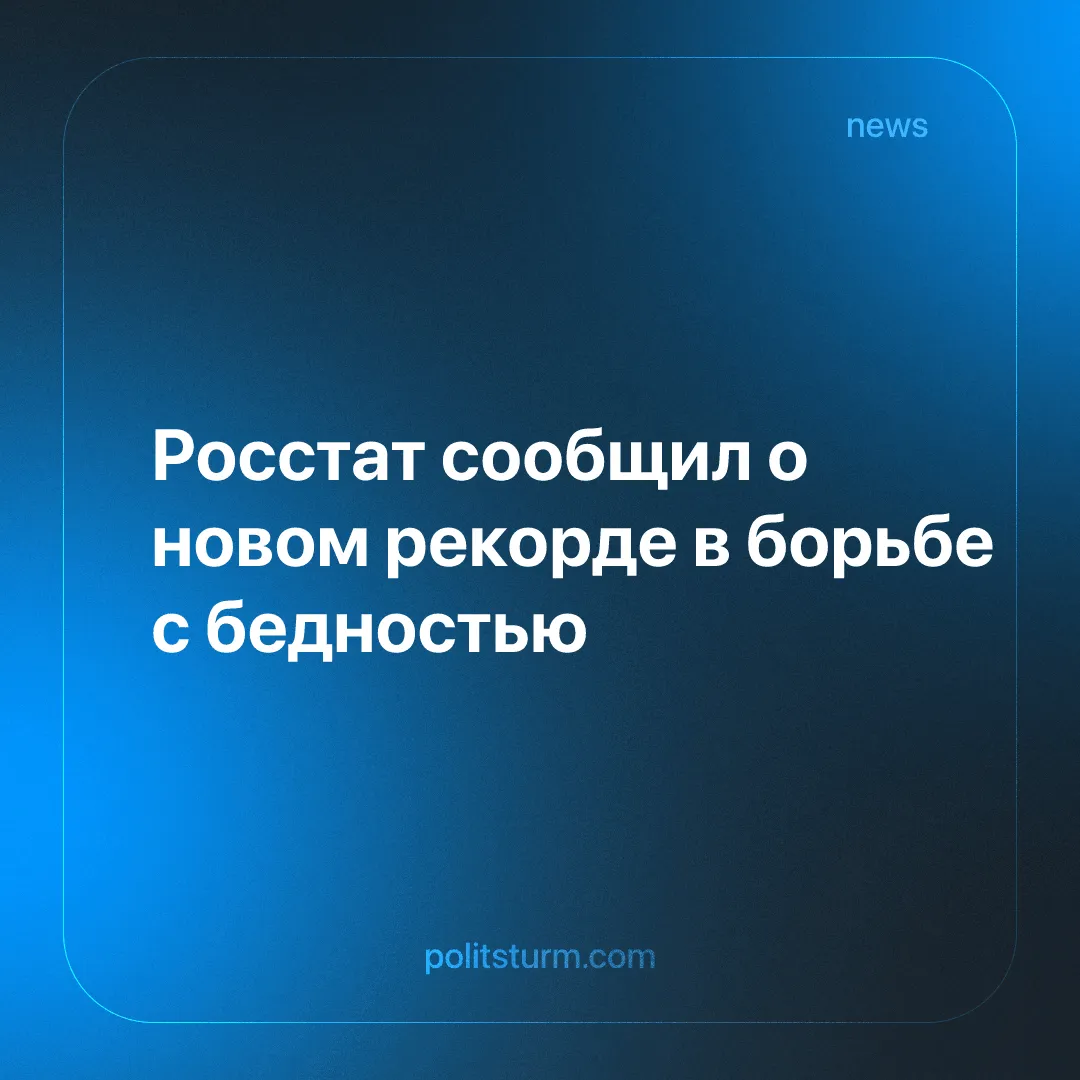 news
Росстат сообщил о
новом рекорде в борьбе
с бедностью
politsturm.com